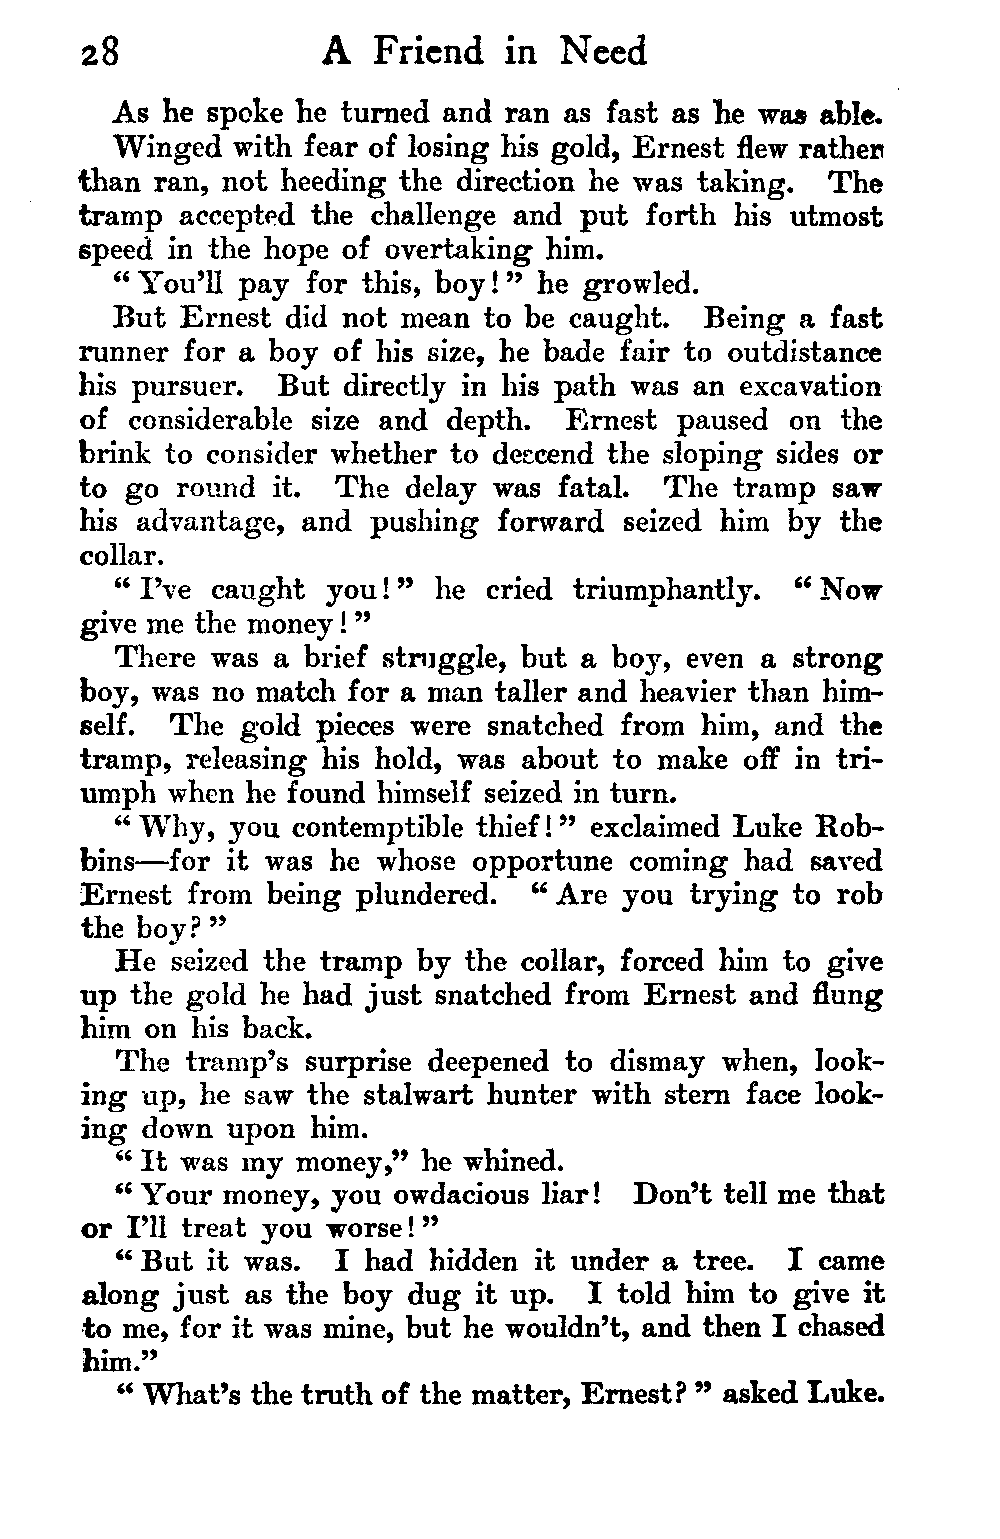 28 A Friend in Need
As he spoke he turned and ran as fast as he was able.
Winged with fear of losing his gold, Ernest flew rather
than ran, not heeding the direction he was taking. The
tramp accepted the challenge and put forth his utmost
speed in the hope of overtaking him.
“You’ll pay for this, boy!” he growled.
But Ernest did not mean to be caught. Being a fast
runner for a boy of his size, he bade fair to outdistance
his pursuer. But directly in his path was an excavation
of considerable size and depth. Ernest paused on the
brink to consider whether to descend the sloping sides or
to go round it. The delay was fatal. The tramp saw
his advantage, and pushing forward seized him by the
collar.
“I’ve caught you!” he cried triumphantly. “Now
give me the money!”
There was a brief struggle, but a boy, even a strong
boy, was no match for a man taller and heavier than him-
self. The gold pieces were snatched from him, and the
tramp, releasing his hold, was about to make off in tri-
umph when he found himself seized in turn.
“Why, you contemptible thief!” exclaimed Luke Rob-
bins—for it was he whose opportune coming had saved
Ernest from being plundered. “Are you trying to rob
the boy?”
He seized the tramp by the collar, forced him to give
up the gold he had just snatched from Ernest and flung
him on his back.
The tramp’s surprise deepened to dismay when, look-
ing up, he saw the stalwart hunter with stern face look-
ing down upon him.
“It was my money,” he whined.
“Your money, you owdacious liar! Don’t tell me that
or I’ll treat you worse!”
“But it was. I had hidden it under a tree. I came
along just as the boy dug it up. I told him to give it
to me, for it was mine, but he wouldn’t, and then I chased
him.”
“What’s the truth of the matter, Ernest?” asked Luke.